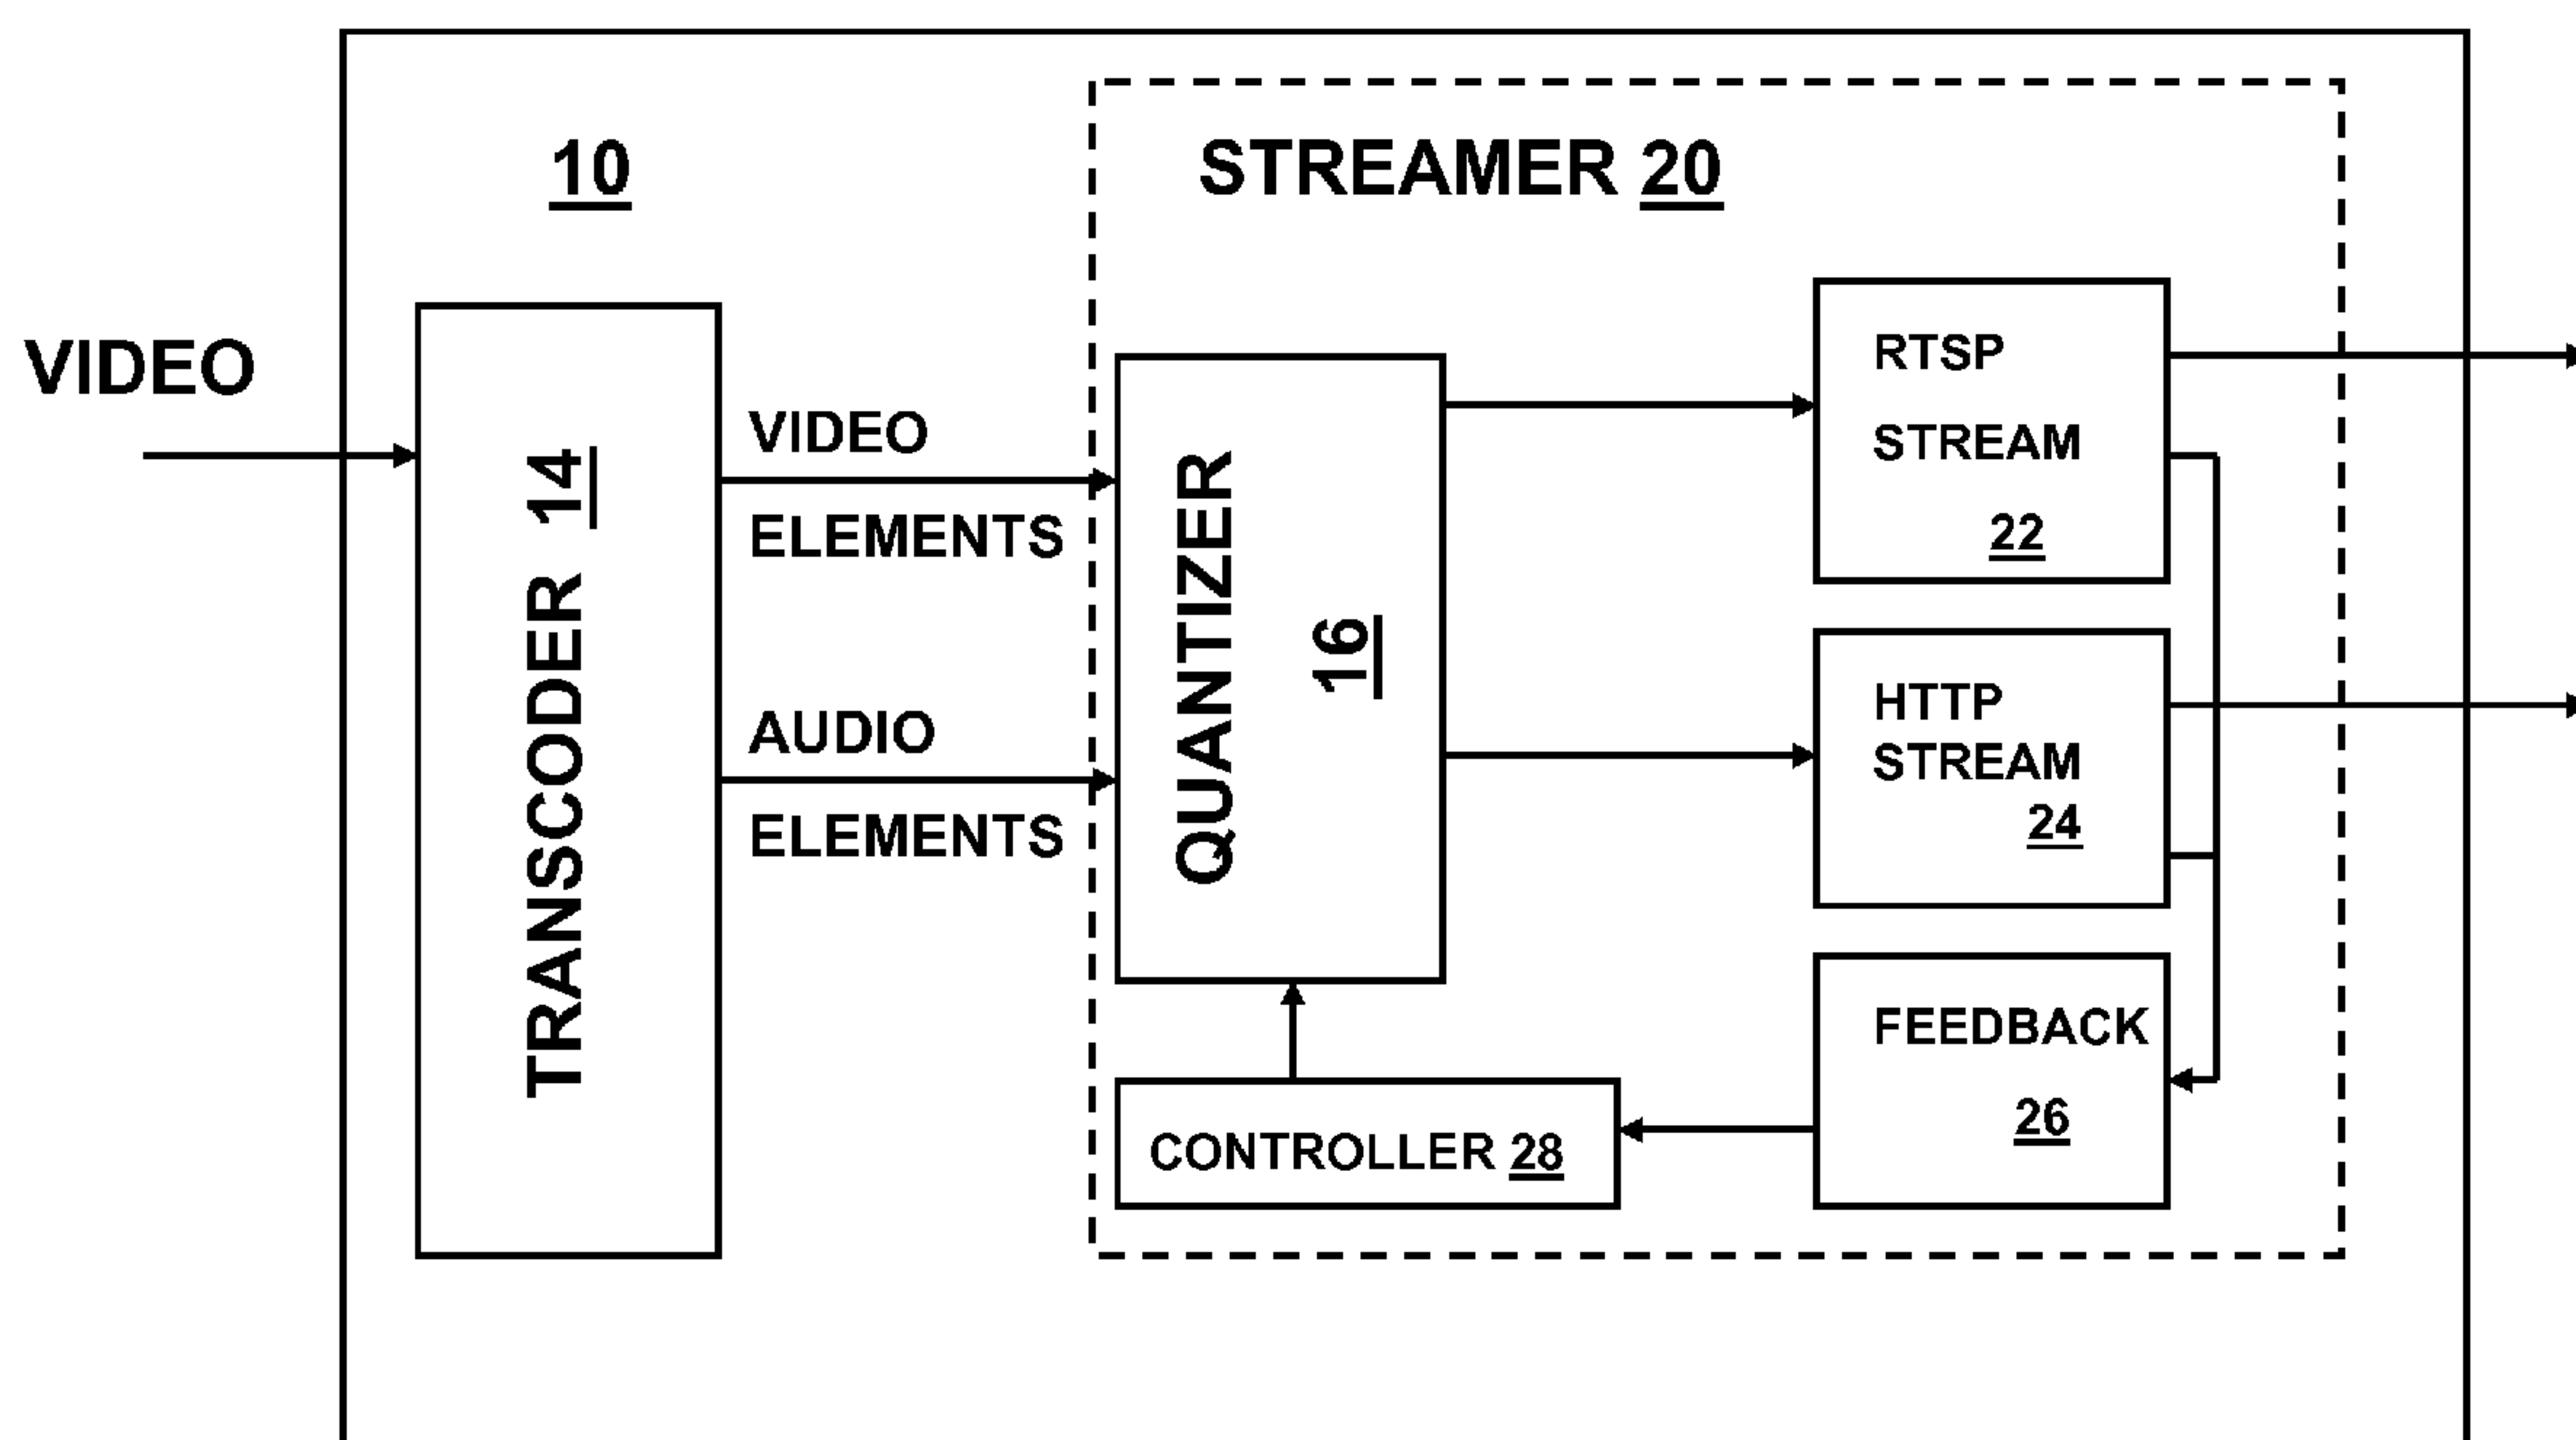 10
STREAMER 20
VIDEO
TRANSCODER 14
VIDEO
ELEMENTS
AUDIO
ELEMENTS
QUANTIZER
16
RTSP
STREAM
22
HTTP
STREAM
24
FEEDBACK
26
CONTROLLER 28